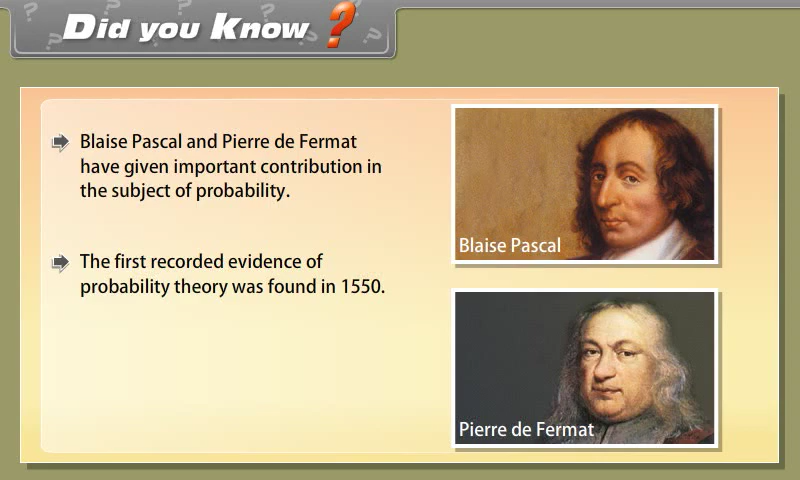 Did you Know ?
Blaise Pascal and Pierre de Fermat
have given important contribution in
the subject of probability.
The first recorded evidence of
probability theory was found in 1550.
Blaise Pascal
Pierre de Fermat